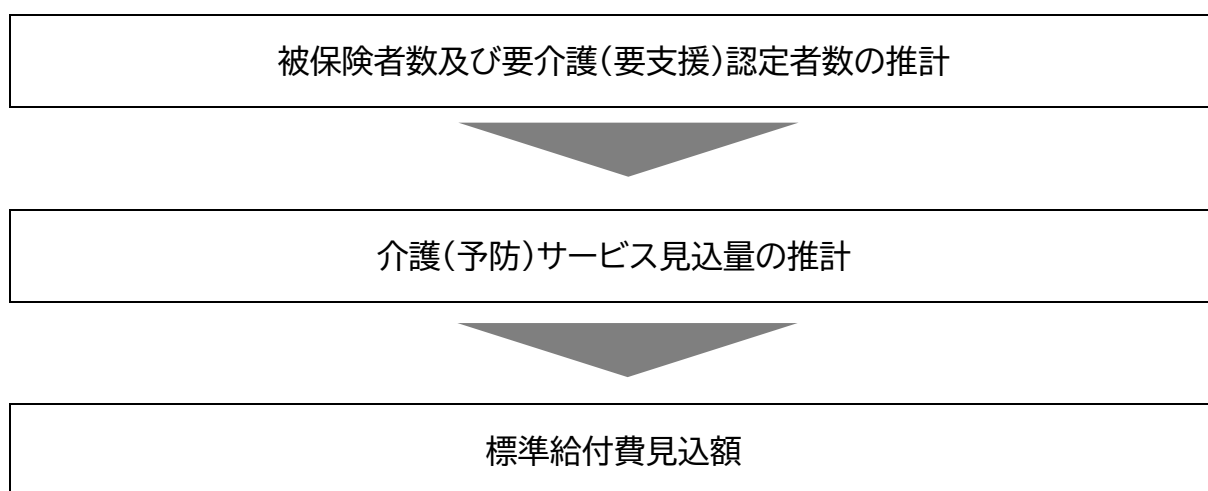 被保険者数及び要介護（要支援）認定者数の推計
介護（予防）サービス見込量の推計
標準給付費見込額